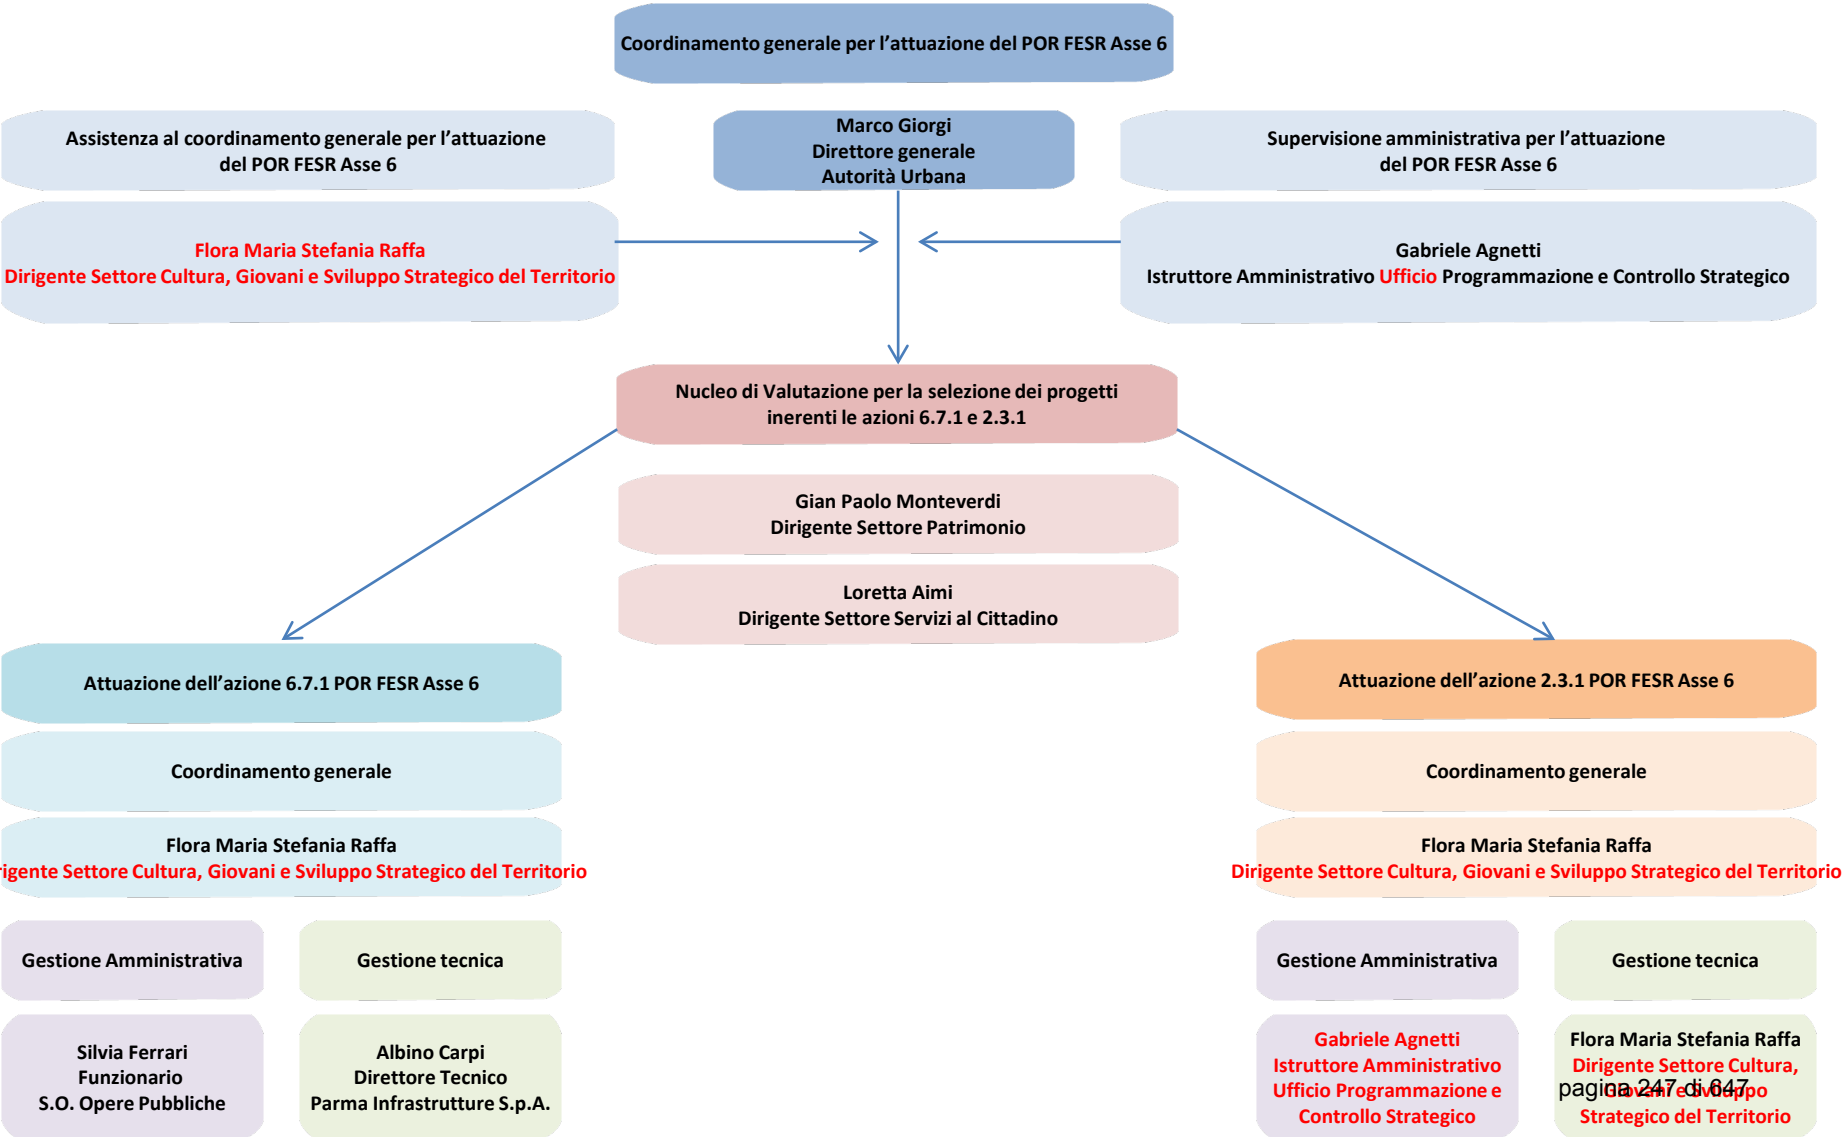 Coordinamento generale per l'attuazione del POR FESR Asse 6
Assistenza al coordinamento generale per l'attuazione
del POR FESR Asse 6
Marco Giorgi
Direttore generale
Autorità Urbana
Supervisione amministrativa per l'attuazione
del POR FESR Asse 6
Flora Maria Stefania Raffa
Dirigente Settore Cultura, Giovani e Sviluppo Strategico del Territorio
Gabriele Agnetti
Istruttore Amministrativo Ufficio Programmazione e Controllo Strategico
Nucleo di Valutazione per la selezione dei progetti
inerenti le azioni 6.7.1 e 2.3.1
Gian Paolo Monteverdi
Dirigente Settore Patrimonio
Loretta Aimi
Dirigente Settore Servizi al Cittadino
Attuazione dell'azione 6.7.1 POR FESR Asse 6
Coordinamento generale
Flora Maria Stefania Raffa
rigente Settore Cultura, Giovani e Sviluppo Strategico del Territorio
Gestione Amministrativa
Gestione tecnica
Silvia Ferrari
Funzionario
S.O. Opere Pubbliche
Albino Carpi
Direttore Tecnico
Parma Infrastrutture S.p.A.
Attuazione dell'azione 2.3.1 POR FESR Asse 6
Coordinamento generale
Flora Maria Stefania Raffa
Dirigente Settore Cultura, Giovani e Sviluppo Strategico del Territorio
Gestione Amministrativa
Gestione tecnica
Gabriele Agnetti
Istruttore Amministrativo
Ufficio Programmazione e
Controllo Strategico
Flora Maria Stefania Raffa
Dirigente Settore Cultura,
Giovani e Sviluppo
Strategico del Territorio
pagina 247 di 647